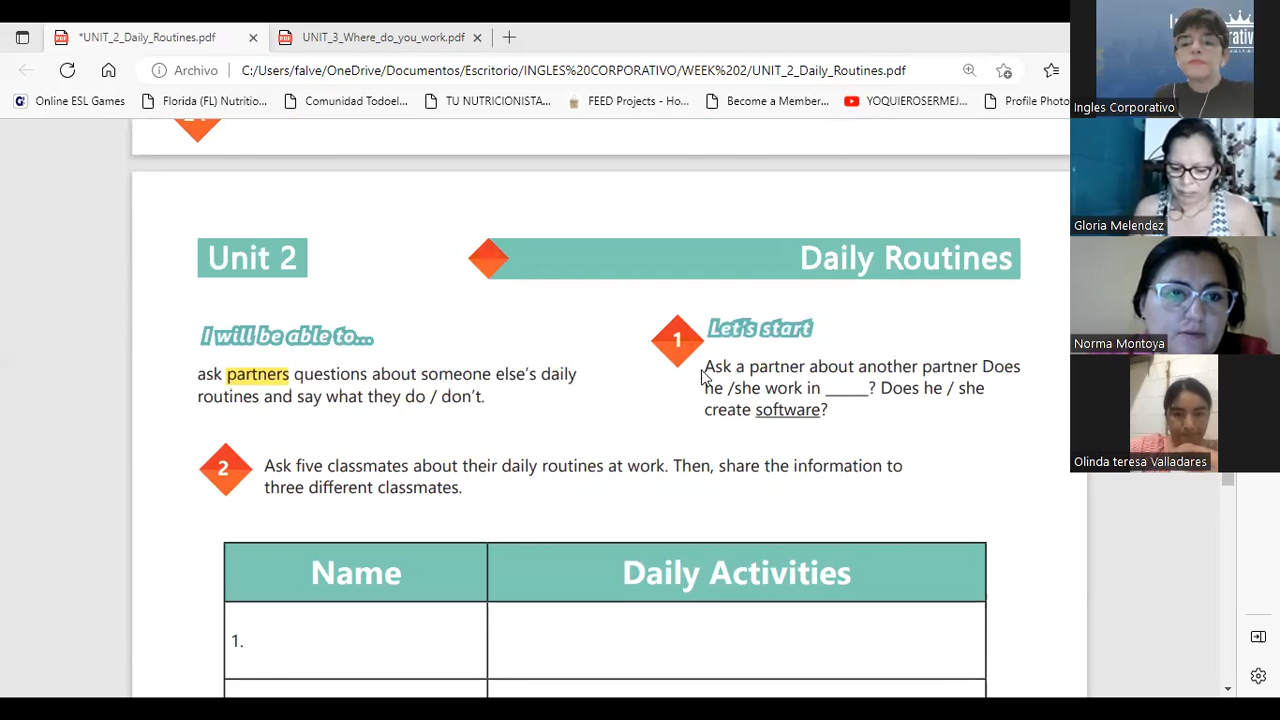 *UNIT_2_Daily_Routines.pdf
UNIT_3_Where_do_you_work.pdf
Archivo
C:/Users/falve/OneDrive/Documentos/Escritorio/INGLES%20CORPORATIVO/WEEK%202/UNIT_2_Daily_Routines.pdf
Online ESL Games
Florida (FL) Nutritio...
Comunidad Todoel...
TU NUTRICIONISTA...
FEED Projects - Ho...
Become a Member...
YOQUIEROSERMEJ...
Profile Photo
Ingles Corporativo
Gloria Melendez
Norma Montoya
Olinda teresa Valladares
Unit 2
Daily Routines
I will be able to...
ask partners questions about someone else's daily
routines and say what they do / don't.
1
Let's start
Ask a partner about another partner Does
he /she work in _____? Does he / she
create software?
2
Ask five classmates about their daily routines at work. Then, share the information to
three different classmates.
Name
Daily Activities
1.